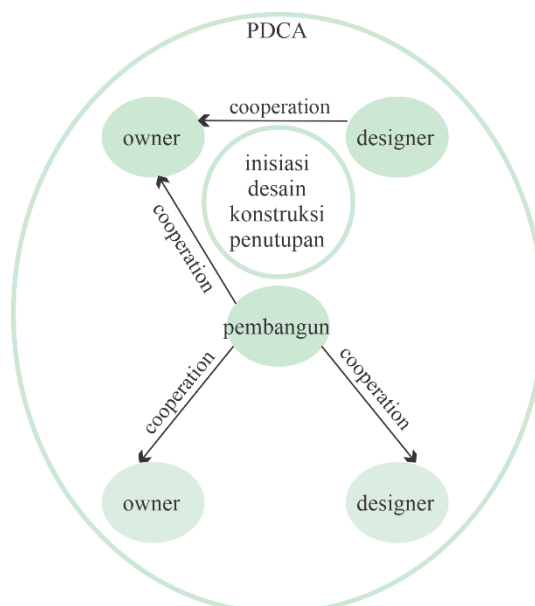 PDCA
cooperation
owner
designer
inisiasi
desain
konstruksi
penutupan
cooperation
pembangun
cooperation
cooperation
owner
designer